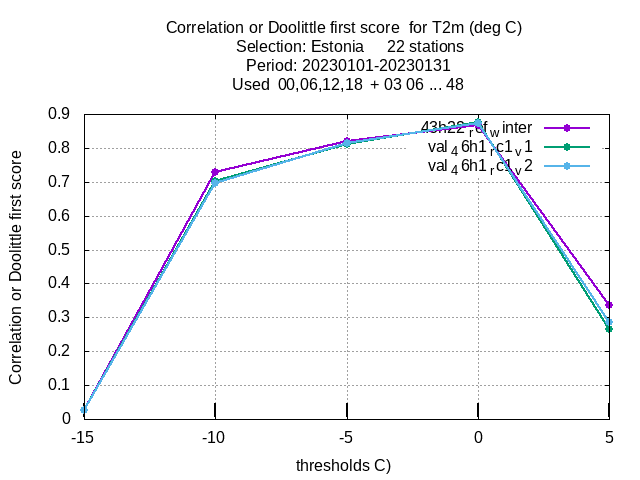 Correlation or Doolittle first score  for T2m (deg C)
Selection: Estonia     22 stations
Period: 20230101-20230131
Used  00,06,12,18  + 03 06 ... 48
Correlation or Doolittle first score
0.9
0.8
0.7
0.6
0.5
0.4
0.3
0.2
0.1
0
43h22_ref_winter
val_46h1_rc1_v1
val_46h1_rc1_v2
-15 -10 -5 0 5
thresholds C)